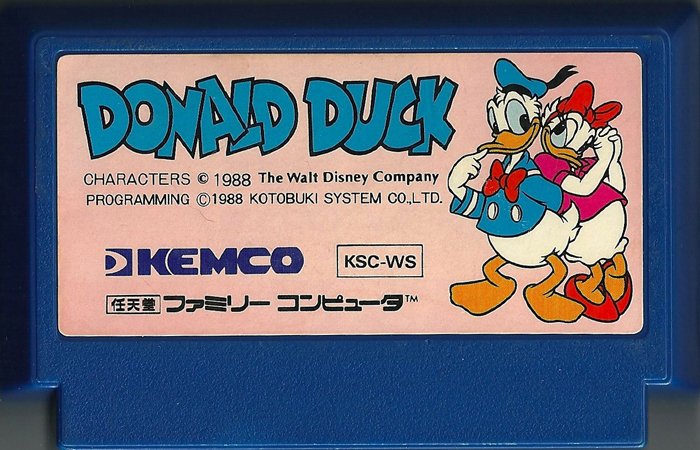 DONALD DUCK
CHARACTERS © 1988 The Walt Disney Company
PROGRAMMING ©1988 KOTOBUKI SYSTEM CO.,LTD.
KEMCO KSC-WS
任天堂 ファミリー コンピュータ™